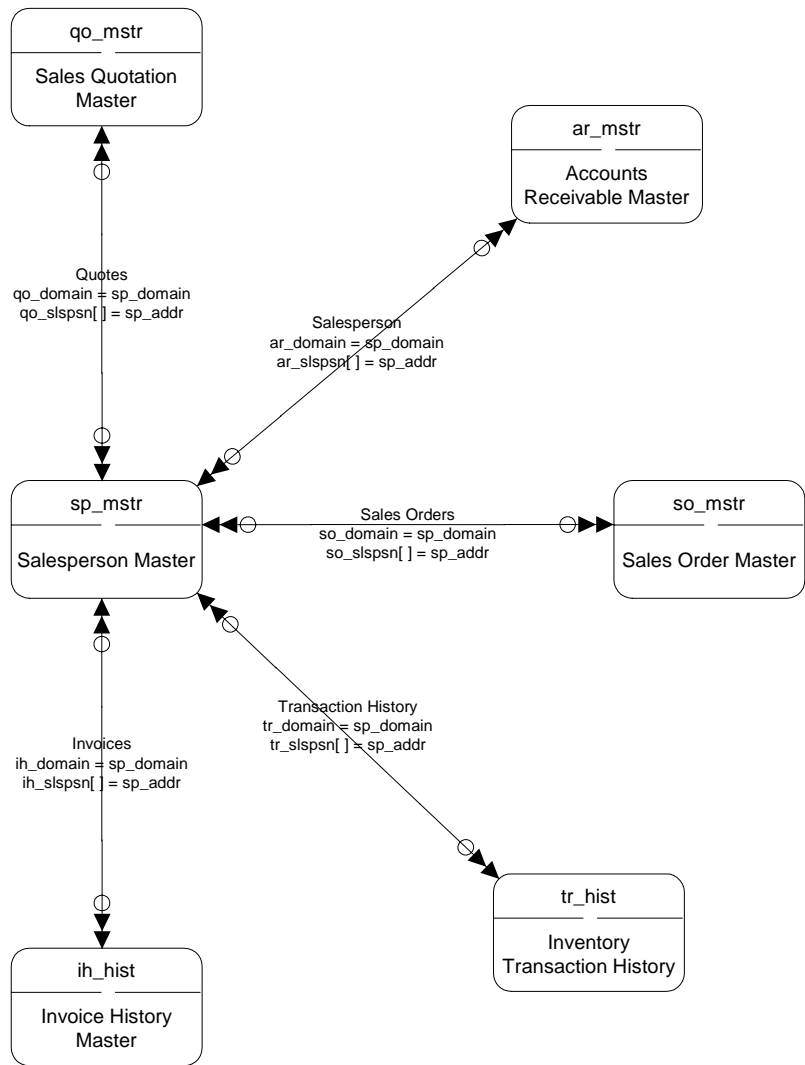 qo_mstr
Sales Quotation
Master
ar_mstr
Accounts
Receivable Master
Quotes
qo_domain = sp_domain
qo_slspsn[ ] = sp_addr
Salesperson
ar_domain = sp_domain
ar_slspsn[ ] = sp_addr
sp_mstr
Salesperson Master
Sales Orders
so_domain = sp_domain
so_slspsn[ ] = sp_addr
so_mstr
Sales Order Master
Transaction History
tr_domain = sp_domain
tr_slspsn[ ] = sp_addr
Invoices
ih_domain = sp_domain
ih_slspsn[ ] = sp_addr
tr_hist
Inventory
Transaction History
ih_hist
Invoice History
Master